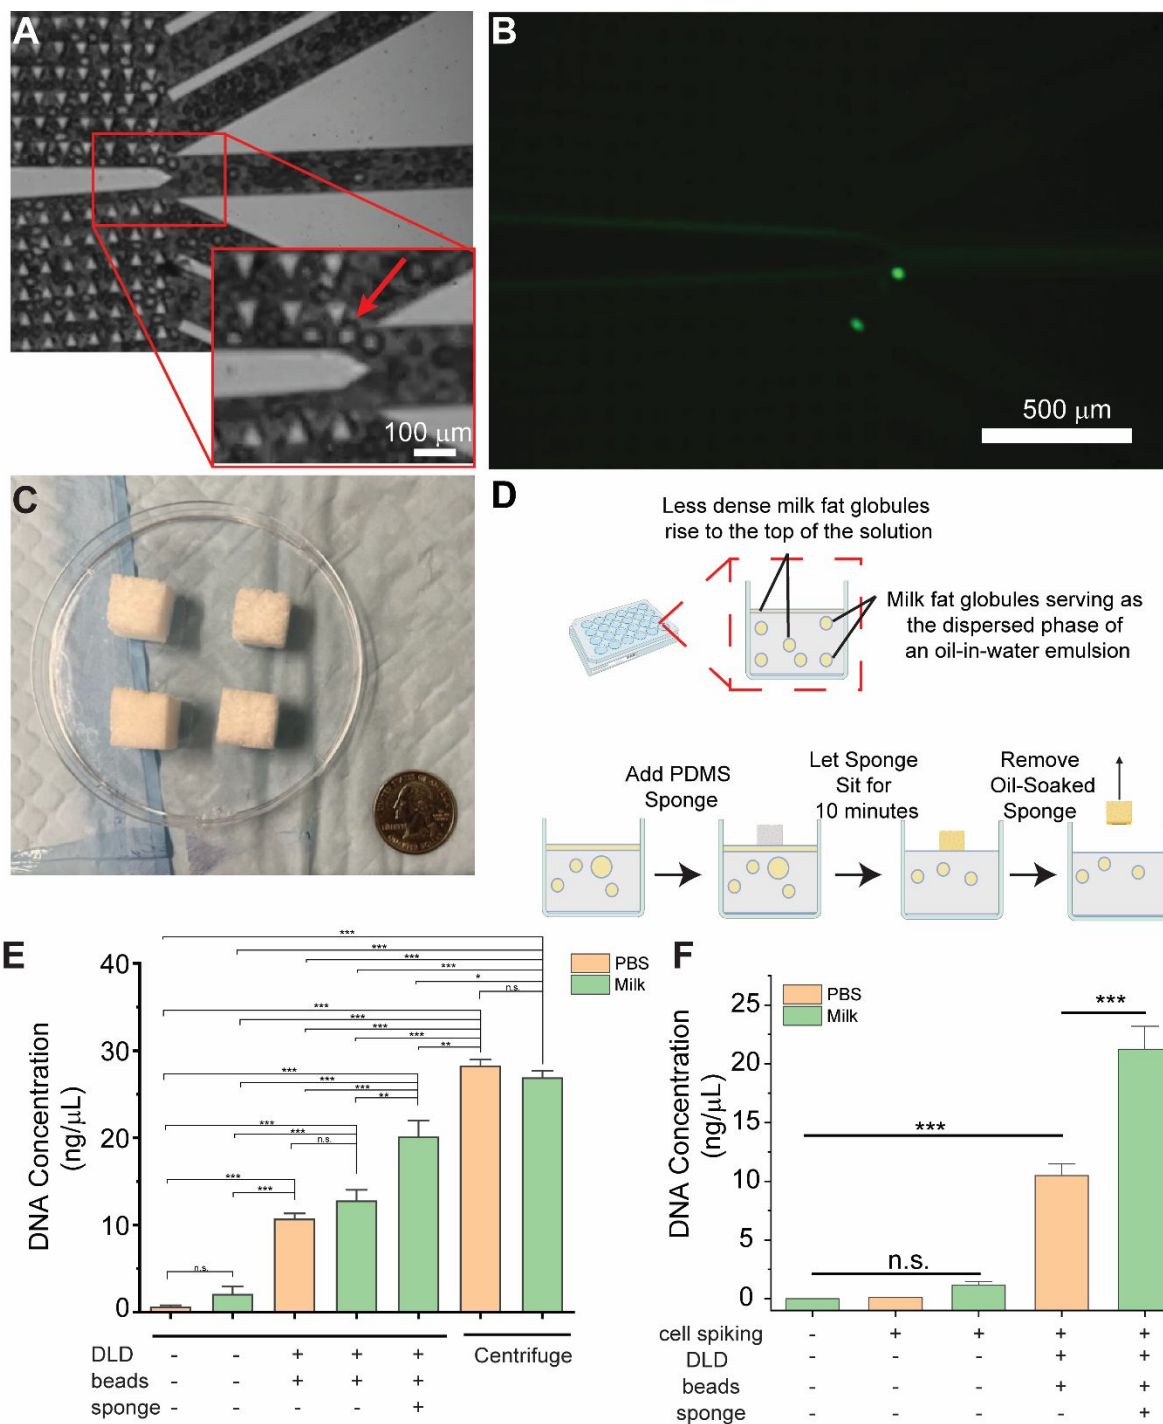 A
100 μm
B
500 μm
C
D
Less dense milk fat globules
rise to the top of the solution
Milk fat globules serving as
the dispersed phase of
an oil-in-water emulsion
Add PDMS
Sponge
Let Sponge
Sit for
10 minutes
Remove
Oil-Soaked
Sponge
E
DNA Concentration
(ng/μL)
40
30
20
10
0
PBS
Milk
***
***
***
***
*
n.s.
***
***
***
***
**
***
***
***
**
***
***
n.s.
***
***
n.s.
DLD - - + + +
beads - - + + +
sponge +
Centrifuge
F
DNA Concentration
(ng/μL)
25
20
15
10
5
0
PBS
Milk
***
***
n.s.
cell spiking - + + + +
DLD - - - + +
beads - - - + +
sponge - - - - +